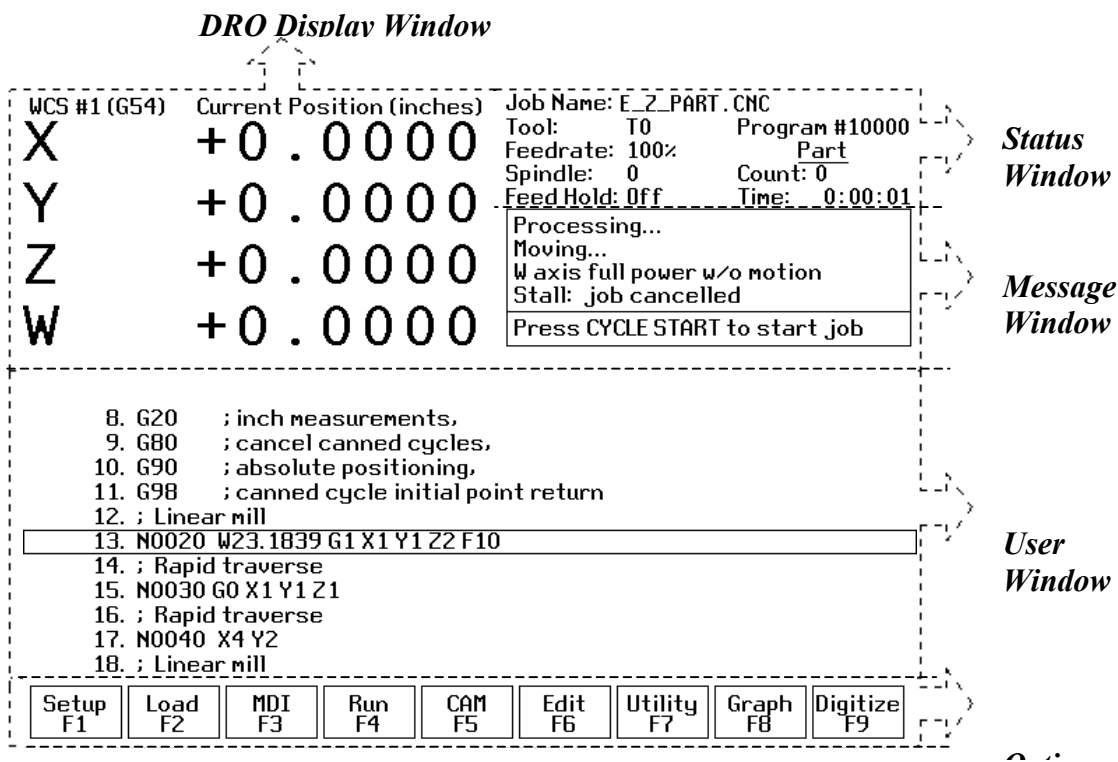 DRO Display Window
WCS #1 (G54) Current Position (inches)
X +0.0000
Y +0.0000
Z +0.0000
W +0.0000
Job Name: E_Z_PART.CNC
Tool: T0 Program #10000
Feedrate: 100% Part
Spindle: 0 Count: 0
Feed Hold: Off Time: 0:00:01
Status
Window
Processing...
Moving...
W axis full power w/o motion
Stall: job cancelled
Press CYCLE START to start job
Message
Window
8. G20 ; inch measurements,
9. G80 ; cancel canned cycles,
10. G90 ; absolute positioning,
11. G98 ; canned cycle initial point return
12. ; Linear mill
13. N0020 W23.1839 G1 X1 Y1 Z2 F10
14. ; Rapid traverse
15. N0030 G0 X1 Y1 Z1
16. ; Rapid traverse
17. N0040 X4 Y2
18. ; Linear mill
User
Window
Setup F1 Load F2 MDI F3 Run F4 CAM F5 Edit F6 Utility F7 Graph F8 Digitize F9